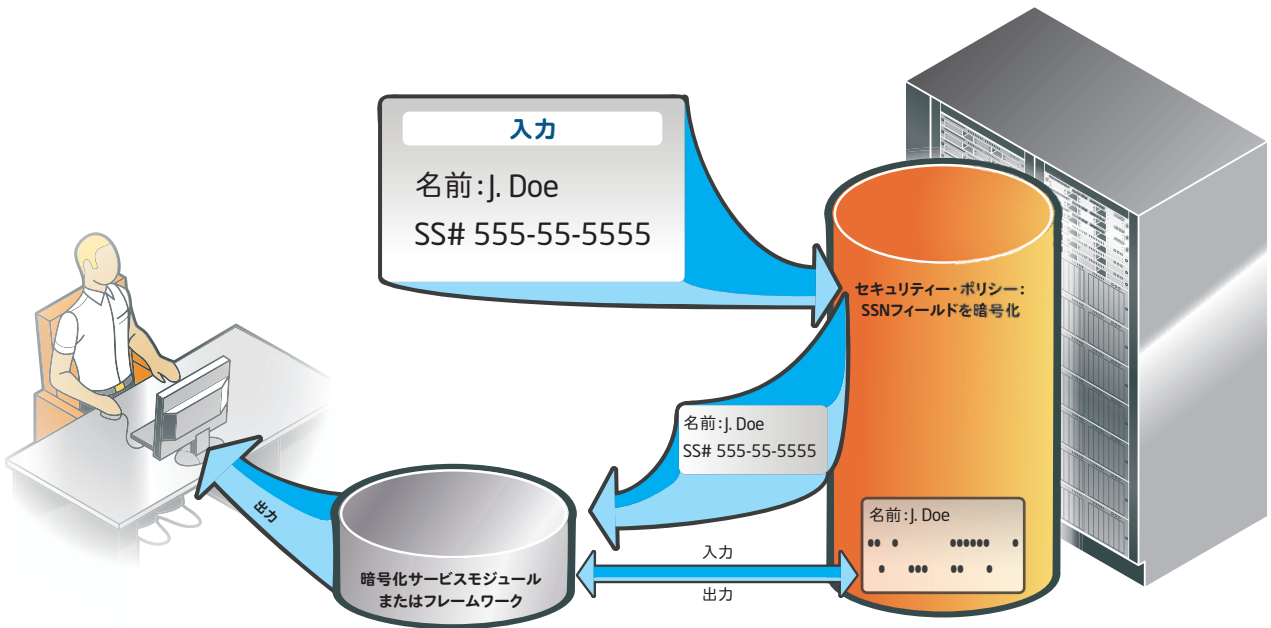 入力
名前:J. Doe
SS# 555-55-5555
セキュリティー・ポリシー:
SSNフィールドを暗号化
名前:J. Doe
SS# 555-55-5555
出力
暗号化サービスモジュール
またはフレームワーク
入力
出力
名前:J. Doe